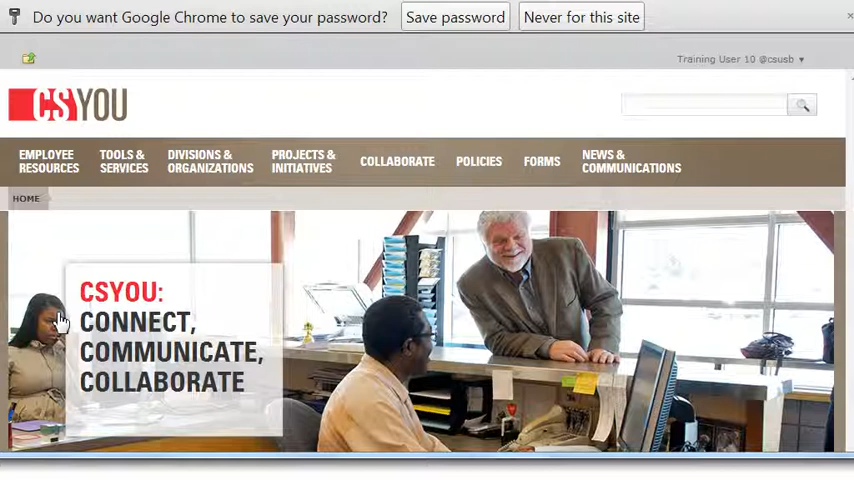 Do you want Google Chrome to save your password? Save password Never for this site
Training User 10 @csusb
CSYOU
EMPLOYEE RESOURCES
TOOLS & SERVICES
DIVISIONS & ORGANIZATIONS
PROJECTS & INITIATIVES
COLLABORATE
POLICIES
FORMS
NEWS & COMMUNICATIONS
HOME
CSYOU:
CONNECT,
COMMUNICATE,
COLLABORATE